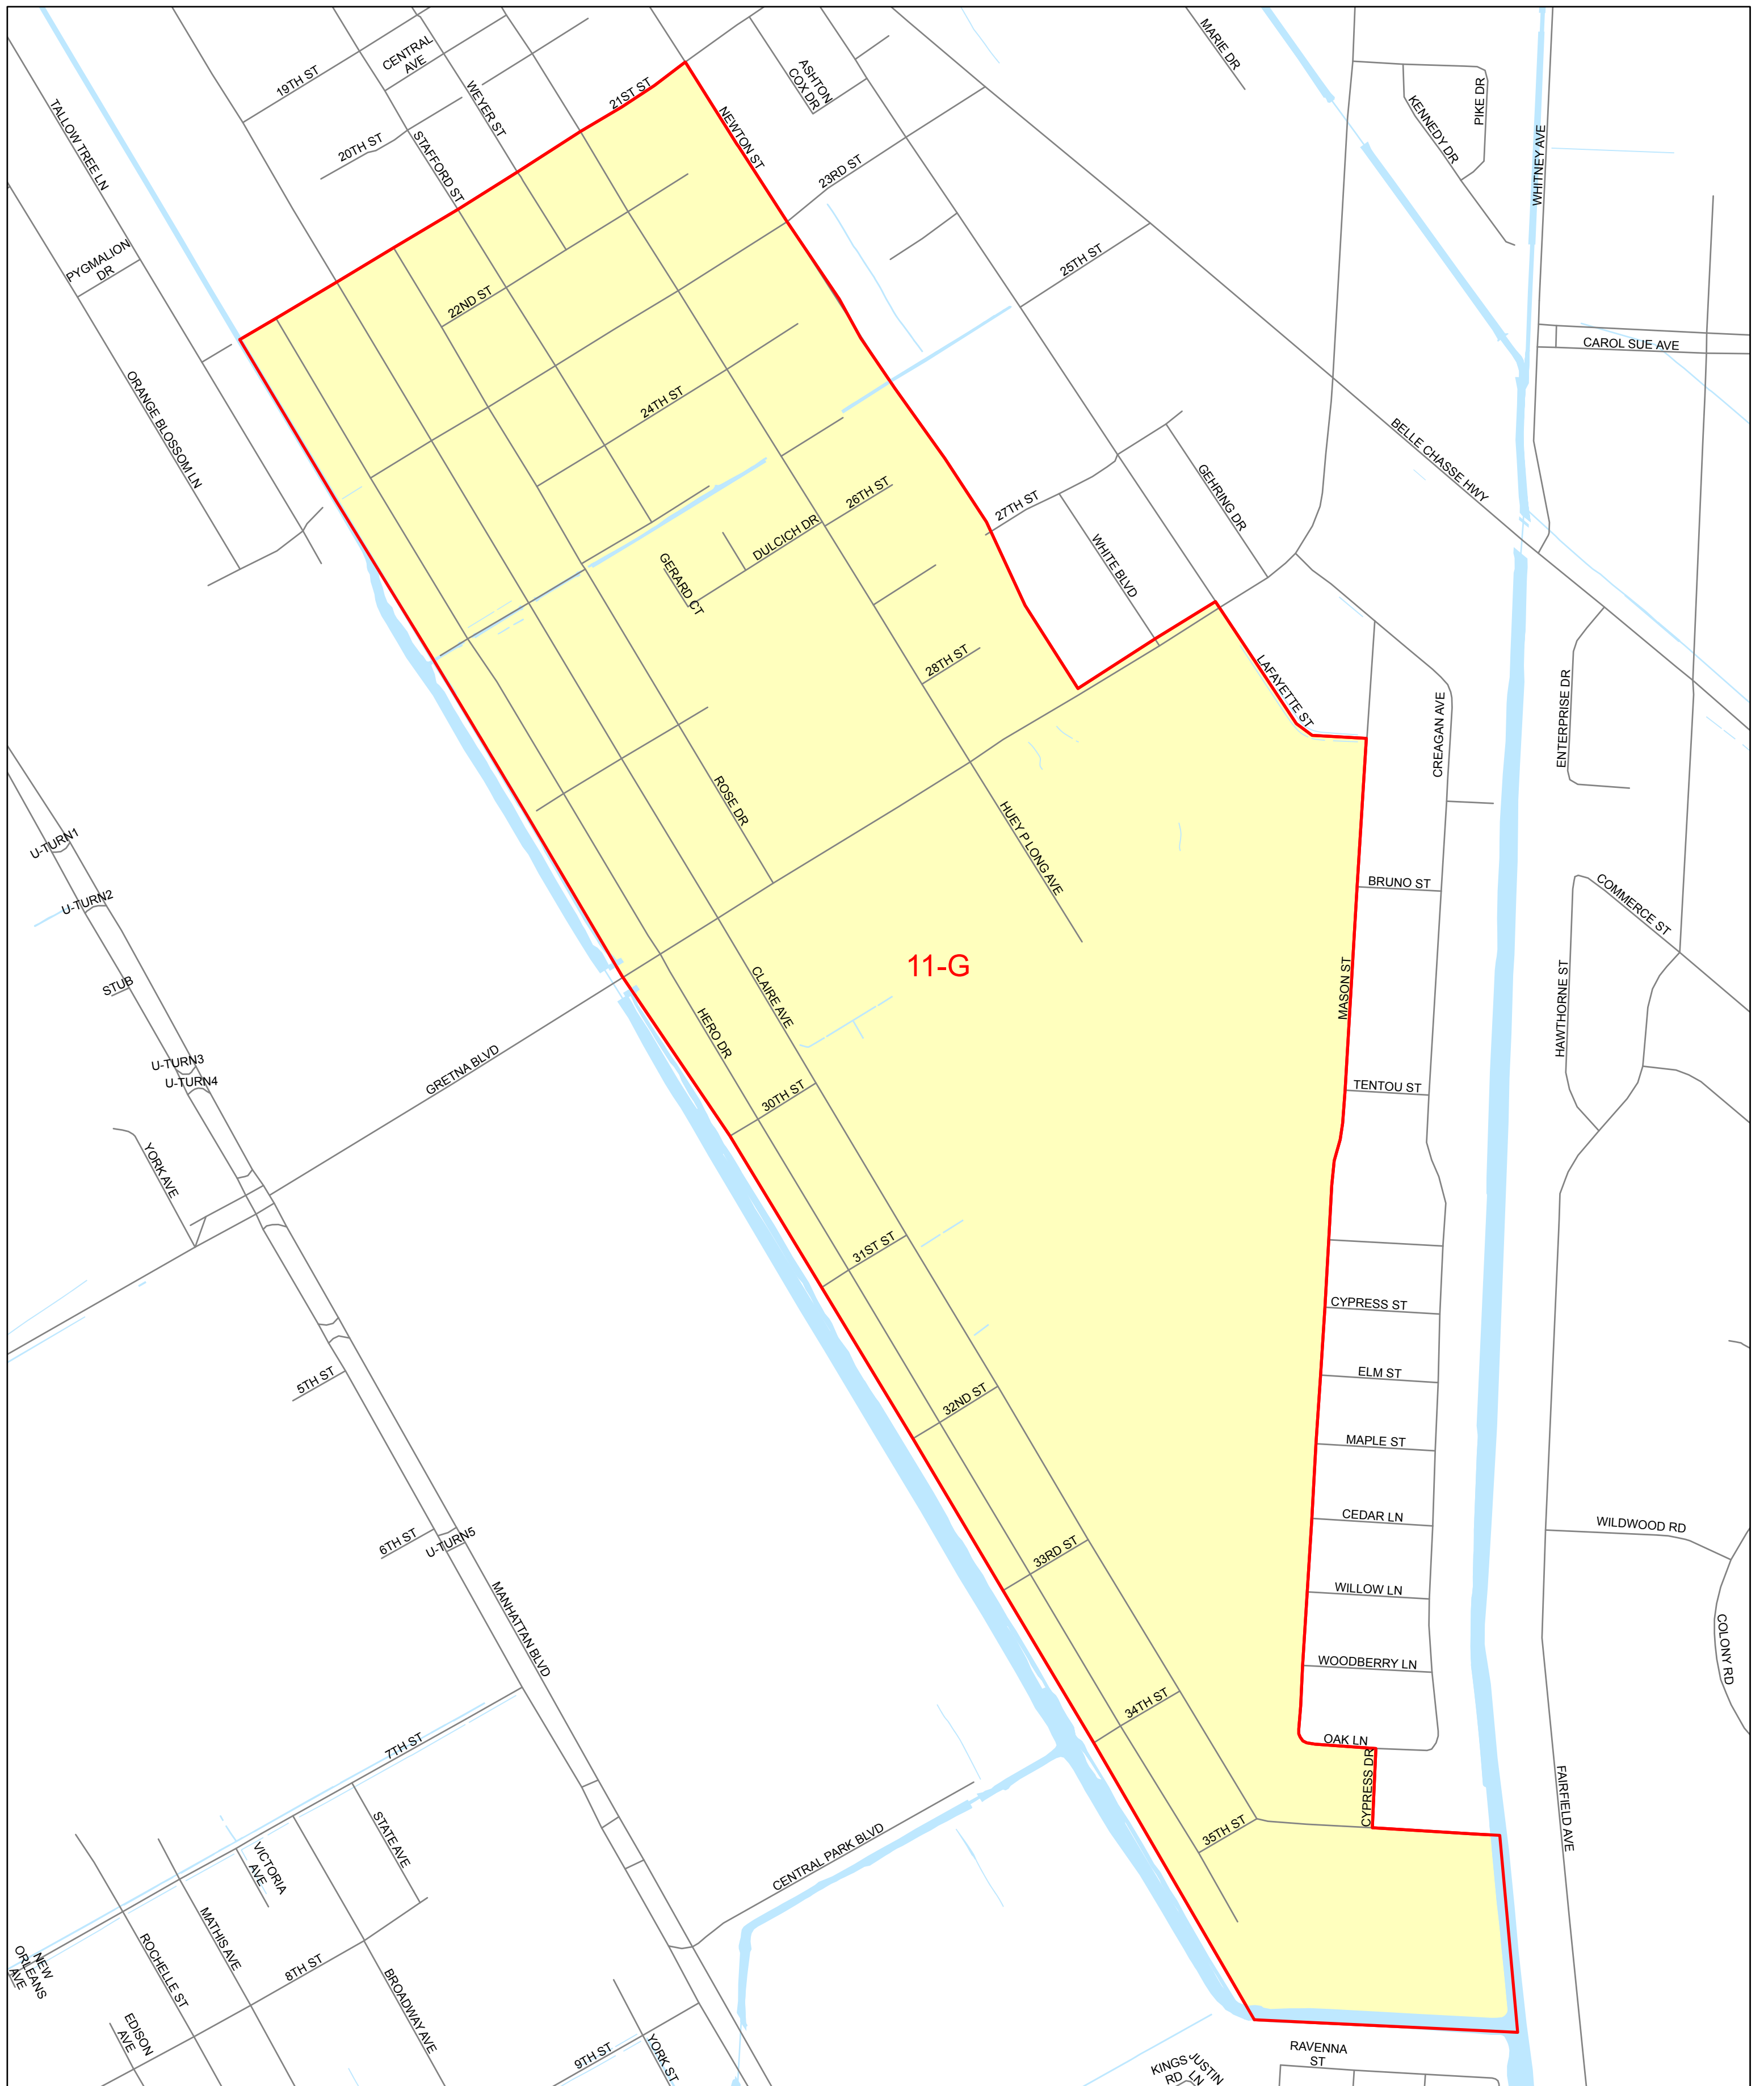 19TH ST
CENTRAL
AVE
WEYER ST
20TH ST
STAFFORD ST
21ST ST
NEWTON ST
ASHTON
COX DR
23RD ST
MARIE DR
KENNEDY DR
PIKE DR
WHITNEY AVE
TALLOW TREE LN
PYGMALION
DR
ORANGE BLOSSOM LN
22ND ST
24TH ST
25TH ST
CAROL SUE AVE
BELLE CHASSE HWY
26TH ST
DULCICH DR
GERARD CT
27TH ST
WHITE BLVD
GEHRING DR
28TH ST
LAFAYETTE ST
CREAGAN AVE
ENTERPRISE DR
ROSE DR
HUEY P LONG AVE
U-TURN1
U-TURN2
STUB
U-TURN3
U-TURN4
BRUNO ST
COMMERCE ST
HAWTHORNE ST
11-G
MASON ST
CLAIRE AVE
HERO DR
GRETNA BLVD
30TH ST
TENTOU ST
YORK AVE
31ST ST
CYPRESS ST
5TH ST
ELM ST
32ND ST
MAPLE ST
6TH ST
U-TURN5
CEDAR LN
WILDWOOD RD
33RD ST
WILLOW LN
MANHATTAN BLVD
WOODBERRY LN
COLONY RD
34TH ST
OAK LN
CYPRESS DR
7TH ST
35TH ST
FAIRFIELD AVE
STATE AVE
VICTORIA
AVE
CENTRAL PARK BLVD
MATHIS AVE
ROCHELLE ST
8TH ST
BROADWAY AVE
NEW
ORLEANS
AVE
EDISON
AVE
9TH ST
YORK ST
KINGS
RD
JUSTIN
LN
RAVENNA
ST